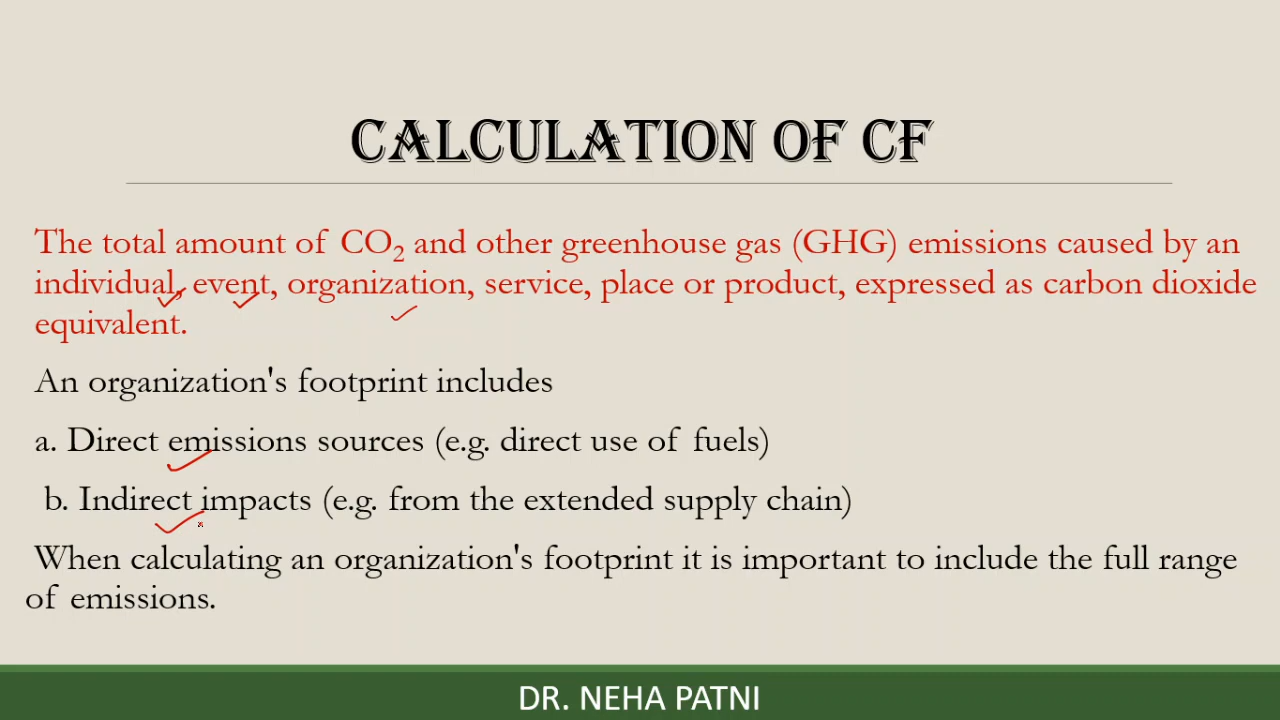 CALCULATION OF CF
The total amount of CO₂ and other greenhouse gas (GHG) emissions caused by an
individual, event, organization, service, place or product, expressed as carbon dioxide
equivalent.
An organization's footprint includes
a. Direct emissions sources (e.g. direct use of fuels)
b. Indirect impacts (e.g. from the extended supply chain)
When calculating an organization's footprint it is important to include the full range
of emissions.
DR. NEHA PATNI